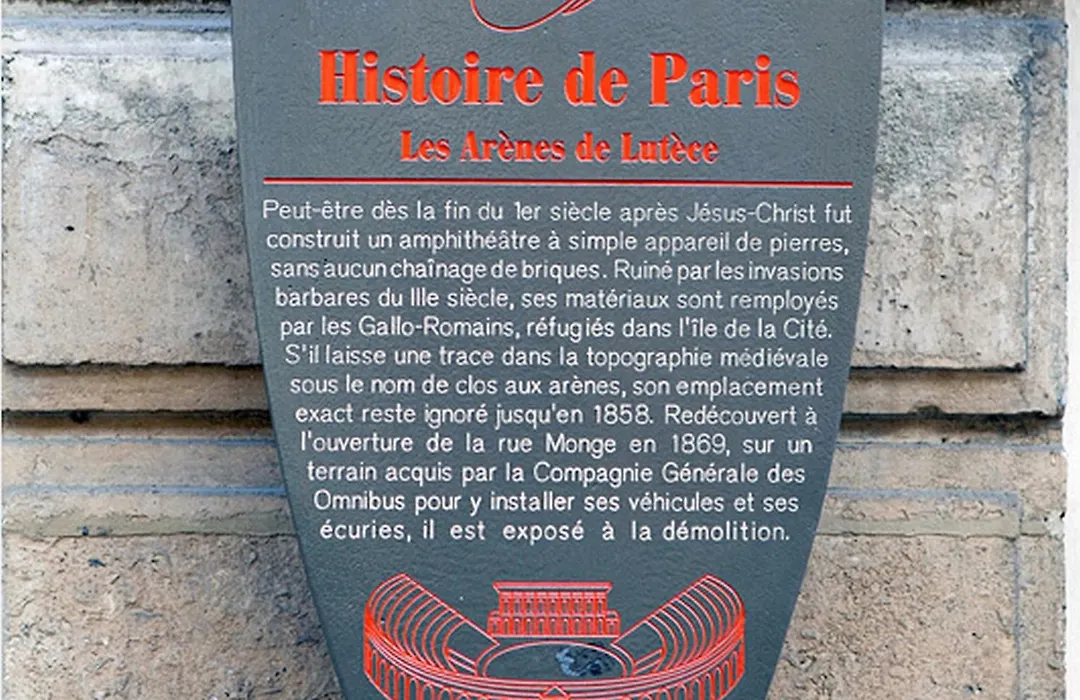 Histoire de Paris
Les Arènes de Lutèce
Peut-être dès la fin du 1er siècle après Jésus-Christ fut
construit un amphithéâtre à simple appareil de pierres,
sans aucun chaînage de briques. Ruiné par les invasions
barbares du IIIe siècle, ses matériaux sont remployés
par les Gallo-Romains, réfugiés dans l'île de la Cité.
S'il laisse une trace dans la topographie médiévale
sous le nom de clos aux arènes, son emplacement
exact reste ignoré jusqu'en 1858. Redécouvert à
l'ouverture de la rue Monge en 1869, sur un
terrain acquis par la Compagnie Générale des
Omnibus pour y installer ses véhicules et ses
écuries, il est exposé à la démolition.